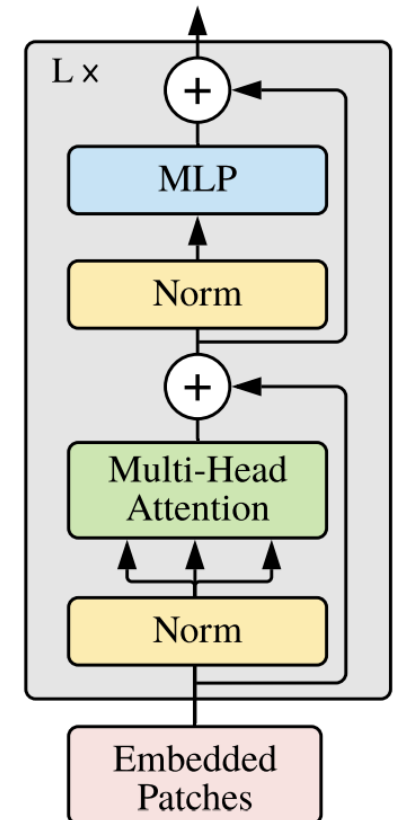 L ×
+
MLP
Norm
+
Multi-Head
Attention
Norm
Embedded
Patches